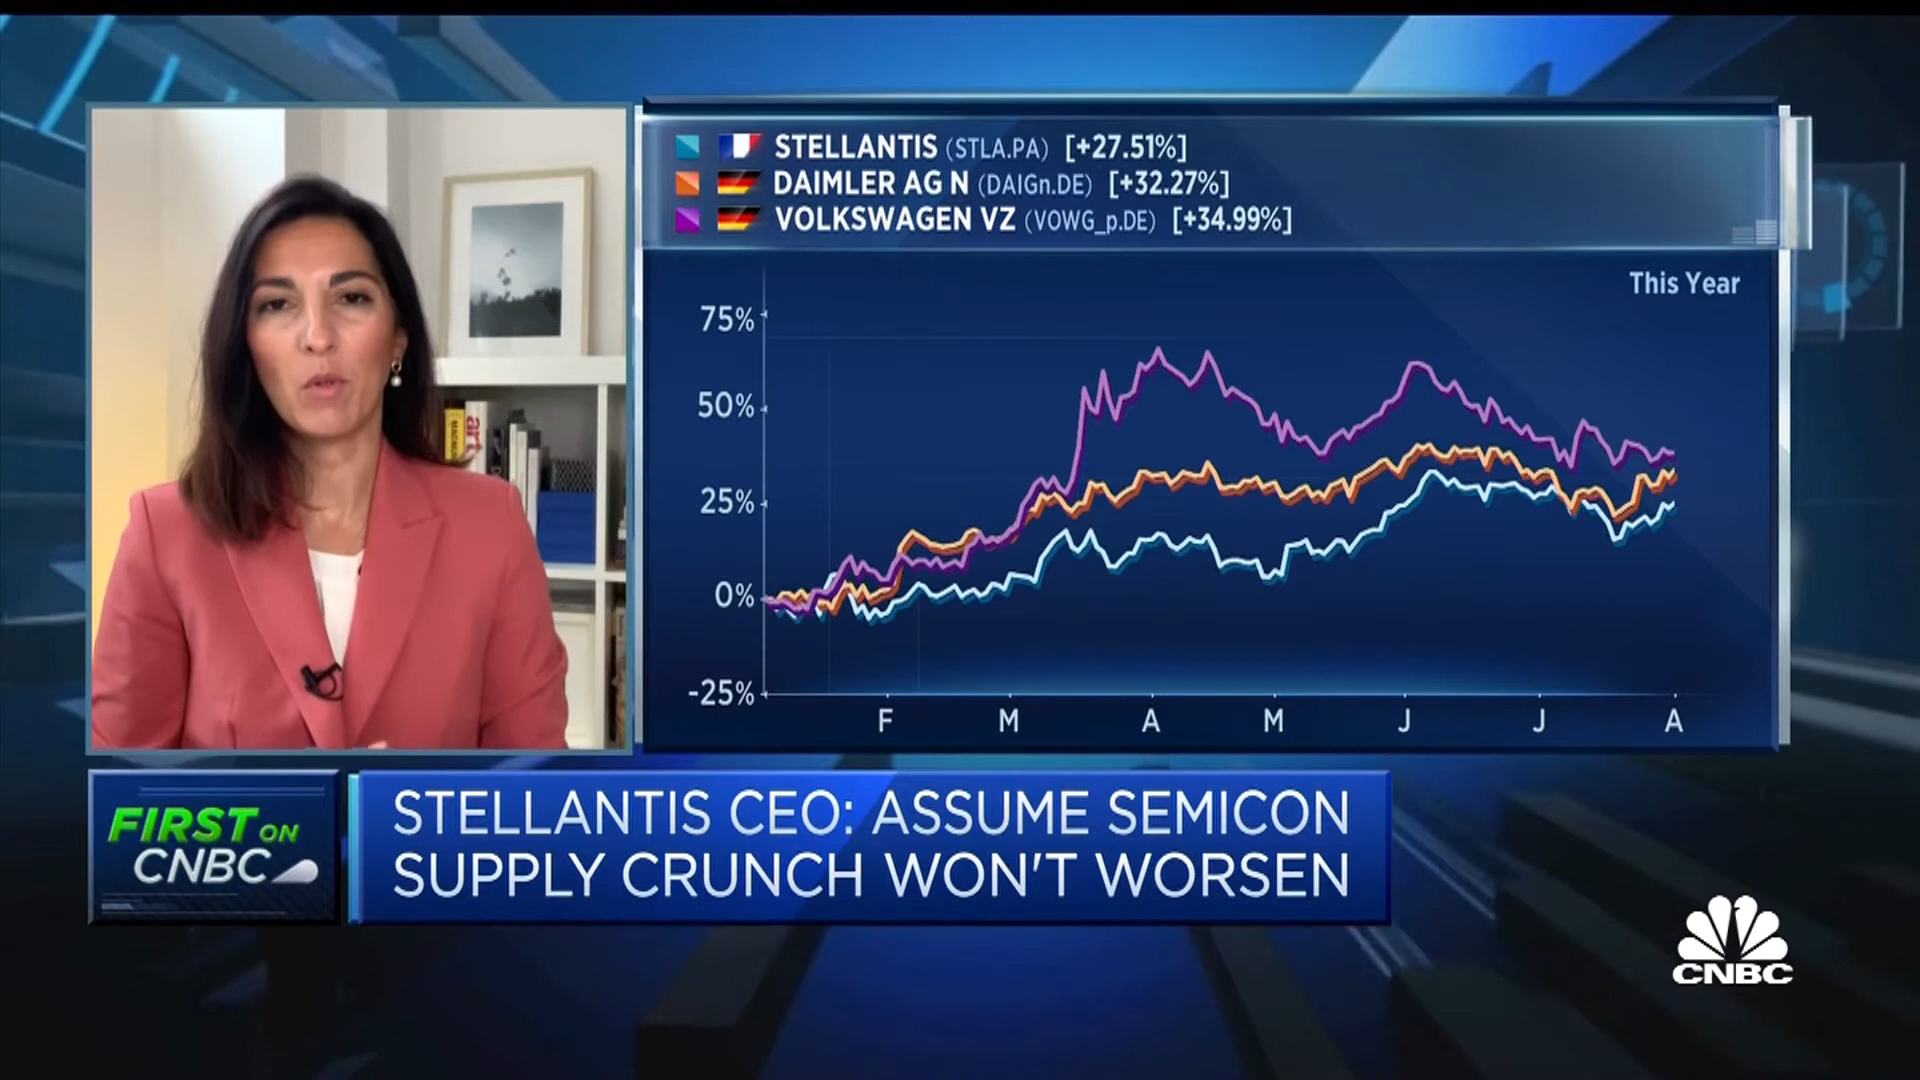 STELLANTIS (STLA.PA) [+27.51%]
DAIMLER AG N (DAIGn.DE) [+32.27%]
VOLKSWAGEN VZ (VOWG_p.DE) [+34.99%]
This Year
75%
50%
25%
0%
-25%
F M A M J J A
art
FIRST ON
CNBC
STELLANTIS CEO: ASSUME SEMICON
SUPPLY CRUNCH WON'T WORSEN
CNBC